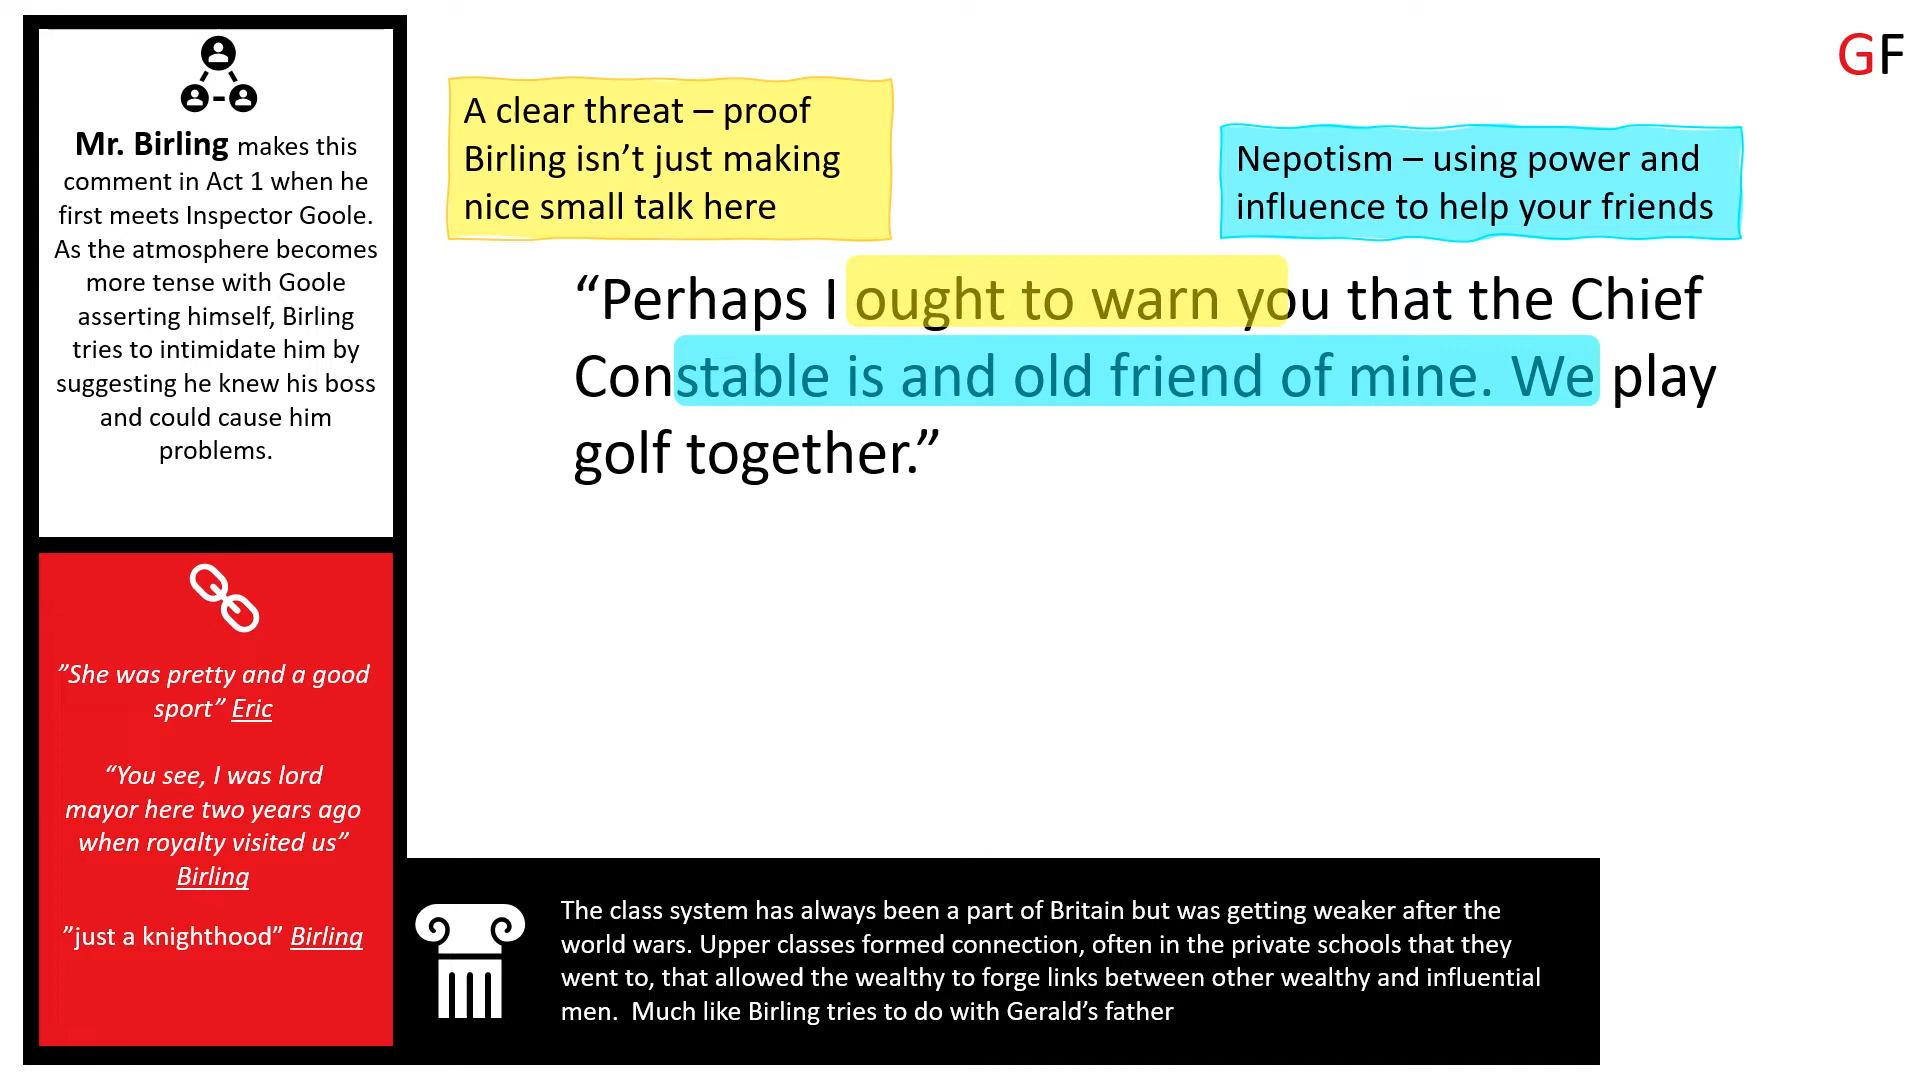 GF
Mr. Birling makes this
comment in Act 1 when he
first meets Inspector Goole.
As the atmosphere becomes
more tense with Goole
asserting himself, Birling
tries to intimidate him by
suggesting he knew his boss
and could cause him
problems.
”She was pretty and a good
sport” Eric
“You see, I was lord
mayor here two years ago
when royalty visited us”
Birling
”just a knighthood” Birling
A clear threat – proof
Birling isn’t just making
nice small talk here
Nepotism – using power and
influence to help your friends
“Perhaps I ought to warn you that the Chief
Constable is and old friend of mine. We play
golf together.”
The class system has always been a part of Britain but was getting weaker after the
world wars. Upper classes formed connection, often in the private schools that they
went to, that allowed the wealthy to forge links between other wealthy and influential
men.  Much like Birling tries to do with Gerald’s father